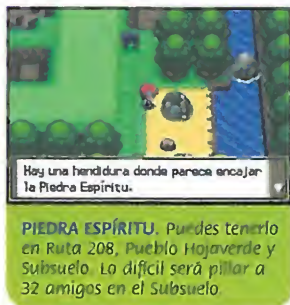 Hay una hendidura donde parece encajar
la Piedra Espíritu.
PIEDRA ESPÍRITU. Puedes tenerlo
en Ruta 208, Pueblo Hojaverde y
Subsuelo. Lo difícil será pillar a
32 amigos en el Subsuelo.